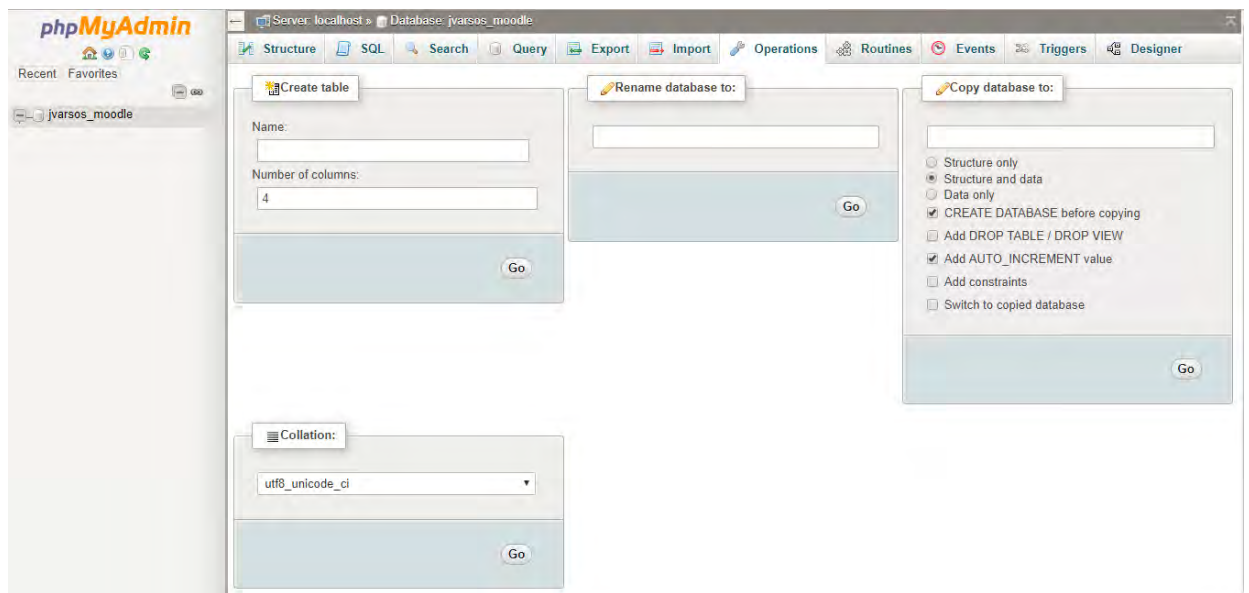 phpMyAdmin
Recent Favorites
jvarsos_moodle
Server: localhost » Database: jvarsos_moodle
Structure SQL Search Query Export Import Operations Routines Events Triggers Designer
Create table
Name:
Number of columns:
4
Go
Rename database to:
Go
Copy database to:
Structure only
Structure and data
Data only
CREATE DATABASE before copying
Add DROP TABLE / DROP VIEW
Add AUTO_INCREMENT value
Add constraints
Switch to copied database
Go
Collation:
utf8_unicode_ci
Go